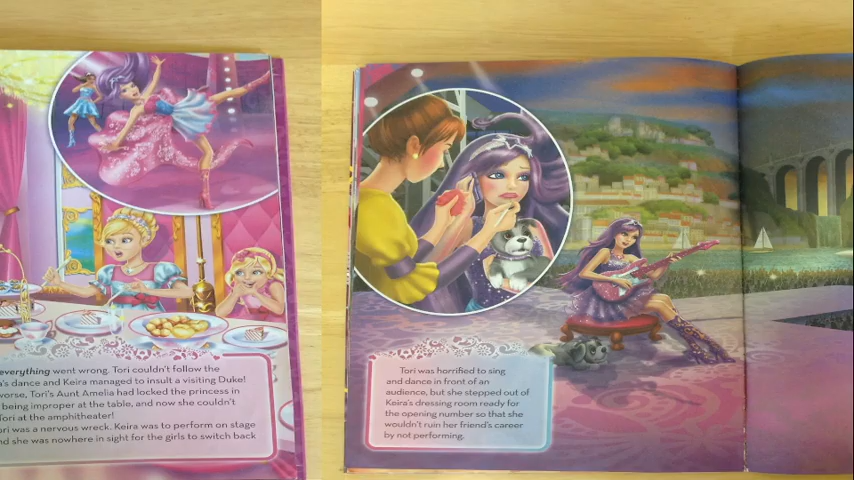 everything went wrong. Tori couldn't follow the
's dance and Keira managed to insult a visiting Duke!
worse, Tori's Aunt Amelia had locked the princess in
being improper at the table, and now she couldn't
Tori at the amphitheater!
ori was a nervous wreck. Keira was to perform on stage
nd she was nowhere in sight for the girls to switch back
Tori was horrified to sing
and dance in front of an
audience, but she stepped out of
Keira's dressing room ready for
the opening number so that she
wouldn't ruin her friend's career
by not performing.